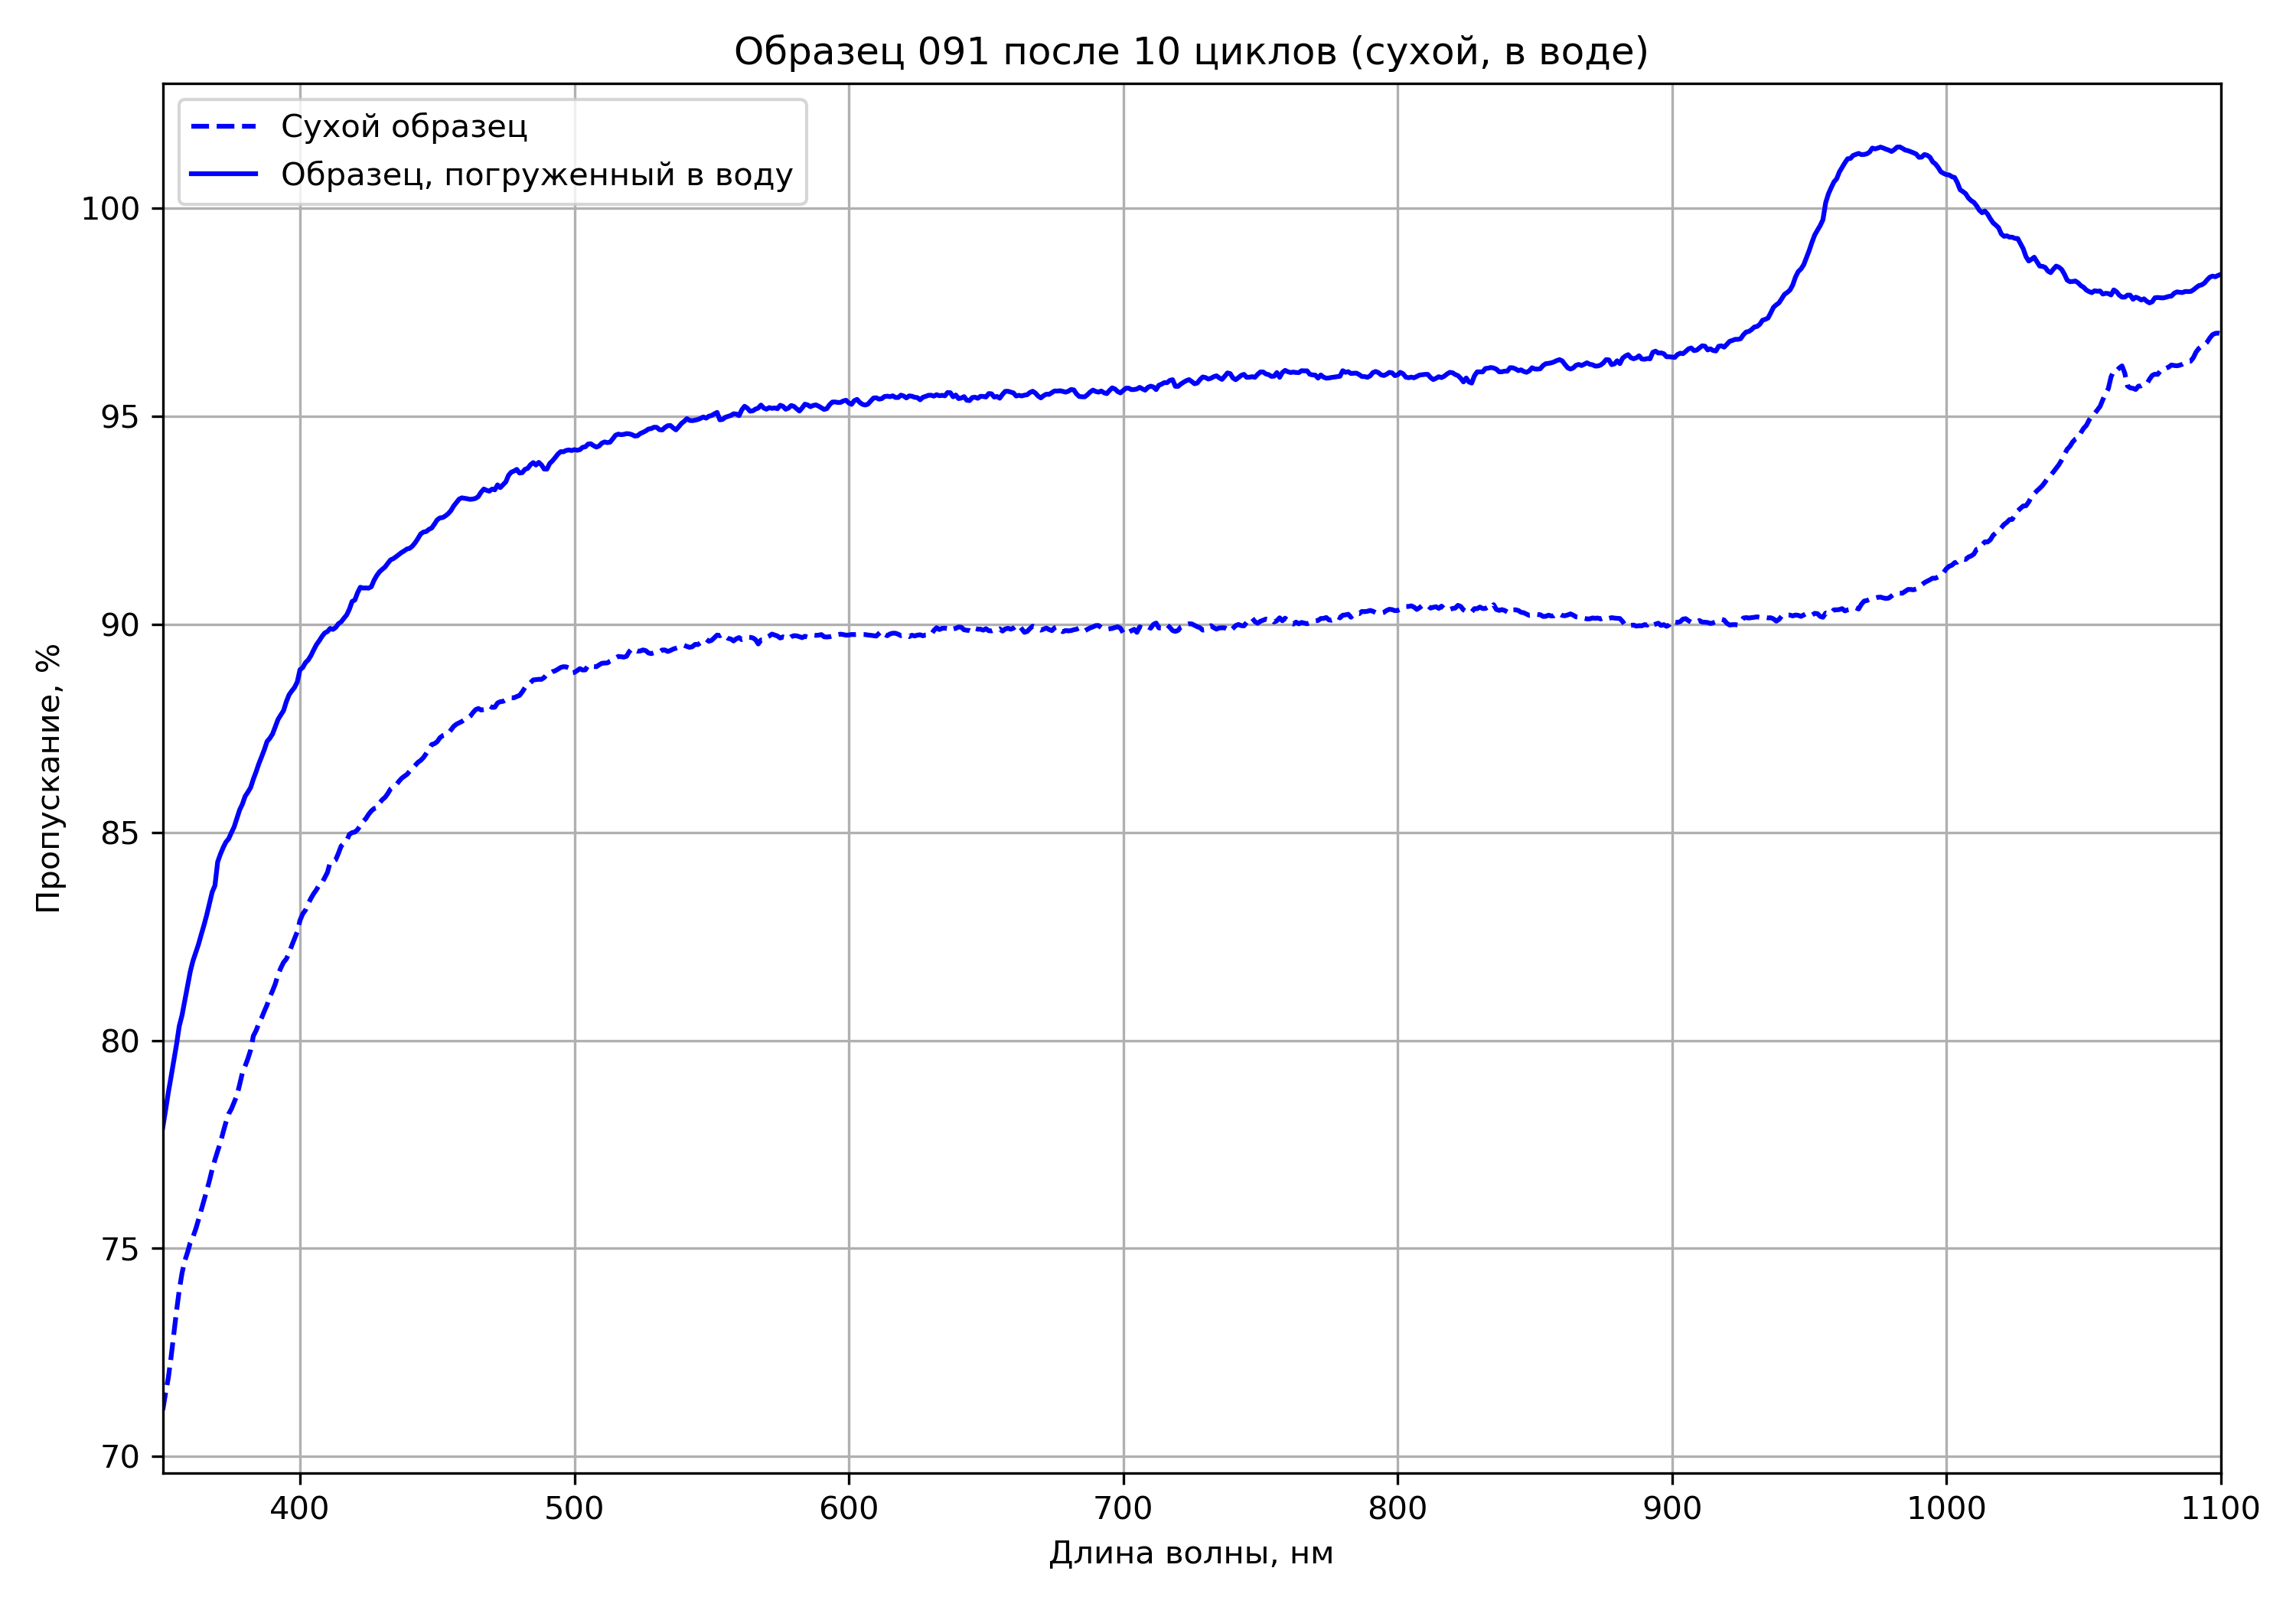 Образец 091 после 10 циклов (сухой, в воде)
Сухой образец
Образец, погруженный в воду
Пропускание, %
100
95
90
85
80
75
70
400 500 600 700 800 900 1000 1100
Длина волны, нм